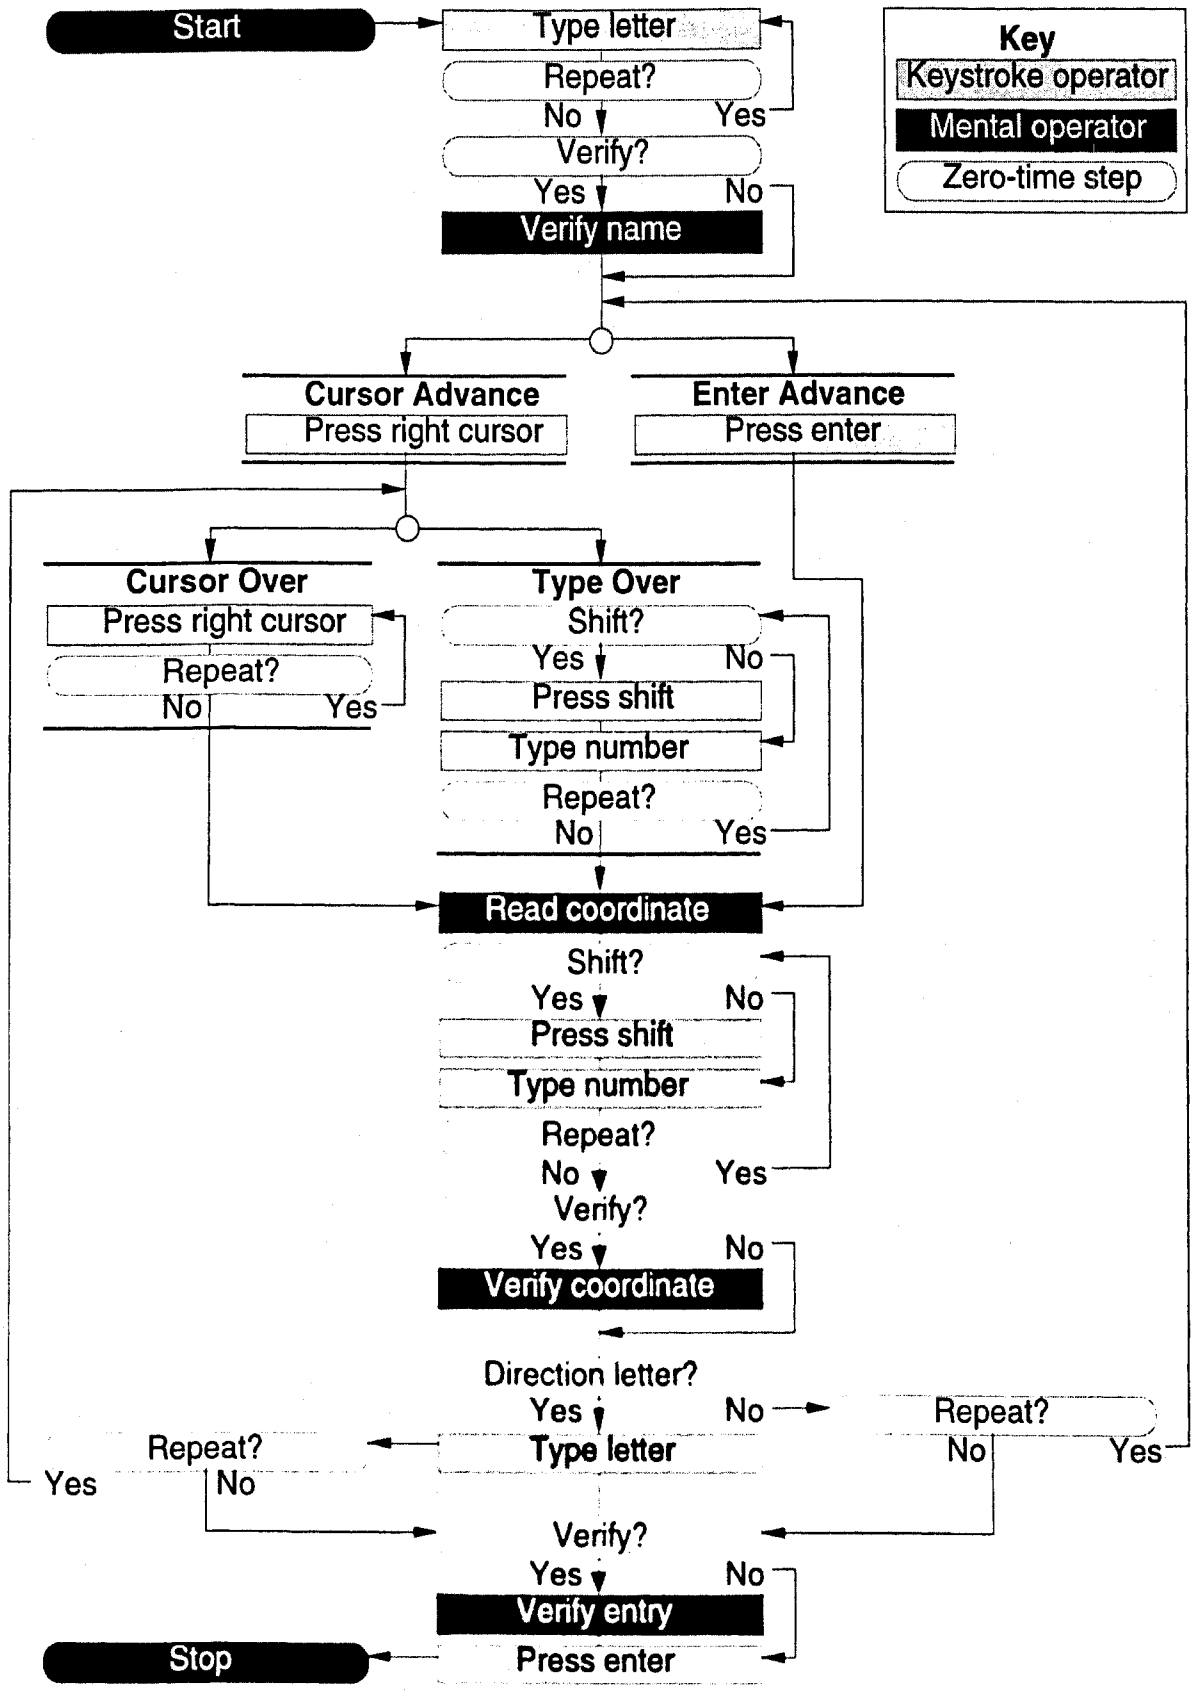 Start
Type letter
Repeat?
No Yes
Verify?
Yes No
Verify name
Key
Keystroke operator
Mental operator
Zero-time step
Cursor Advance
Press right cursor
Enter Advance
Press enter
Cursor Over
Press right cursor
Repeat?
No Yes
Type Over
Shift?
Yes No
Press shift
Type number
Repeat?
No Yes
Read coordinate
Shift?
Yes No
Press shift
Type number
Repeat?
No Yes
Verify?
Yes No
Verify coordinate
Direction letter?
Yes No
Repeat?
No Yes
Type letter
Repeat?
Yes No
Verify?
Yes No
Verify entry
Press enter
Stop